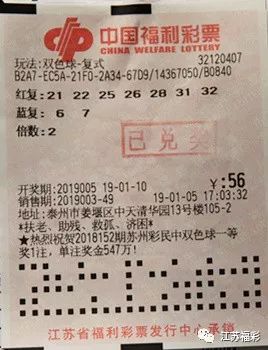 中国福利彩票
CHINA WELFARE LOTTERY
玩法:双色球-复式 32120407
B2A7-EC5A-21F0-2A34-67D9/14367050/B0840
红复: 21 22 25 26 28 31 32
蓝复: 6 7
倍数: 2
已兑奖
开奖期:2019005 19-01-10 ¥:56
销售期:2019003-49 19-01-05 17:03:32
地址:泰州市姜堰区中天清华园13号楼105-2
*扶老、助残、救孤、济困*
★热烈祝贺2018152期苏州彩民中双色球一等
奖1注,单注奖金547万!
江苏省福利彩票发行中心承销
江苏福彩